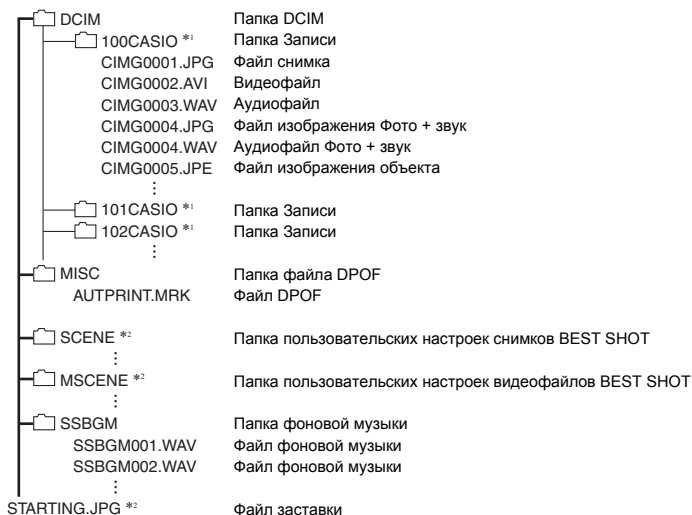 DCIM Папка DCIM
100CASIO *1 Папка Записи
CIMG0001.JPG Файл снимка
CIMG0002.AVI Видеофайл
CIMG0003.WAV Аудиофайл
CIMG0004.JPG Файл изображения Фото + звук
CIMG0004.WAV Аудиофайл Фото + звук
CIMG0005.JPE Файл изображения объекта
101CASIO *1 Папка Записи
102CASIO *1 Папка Записи
MISC Папка файла DPOF
AUTPRINT.MRK Файл DPOF
SCENE *2 Папка пользовательских настроек снимков BEST SHOT
MSCENE *2 Папка пользовательских настроек видеофайлов BEST SHOT
SSBGM Папка фоновой музыки
SSBGM001.WAV Файл фоновой музыки
SSBGM002.WAV Файл фоновой музыки
STARTING.JPG *2 Файл заставки